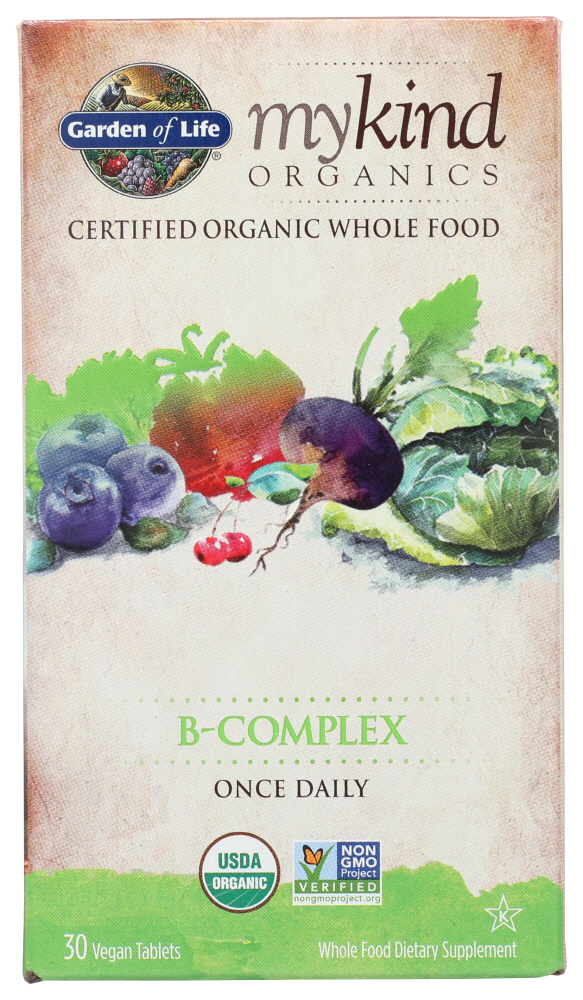 Garden of Life®
mykind
ORGANICS
CERTIFIED ORGANIC WHOLE FOOD
B-COMPLEX
ONCE DAILY
USDA
ORGANIC
NON
GMO
Project
VERIFIED
nongmoproject.org
K
30 Vegan Tablets
Whole Food Dietary Supplement